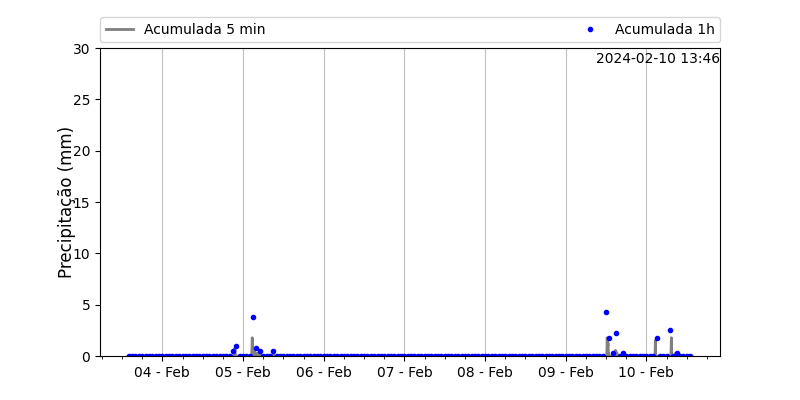 Acumulada 5 min
Acumulada 1h
2024-02-10 13:46
Precipitação (mm)
30
25
20
15
10
5
0
04 - Feb
05 - Feb
06 - Feb
07 - Feb
08 - Feb
09 - Feb
10 - Feb